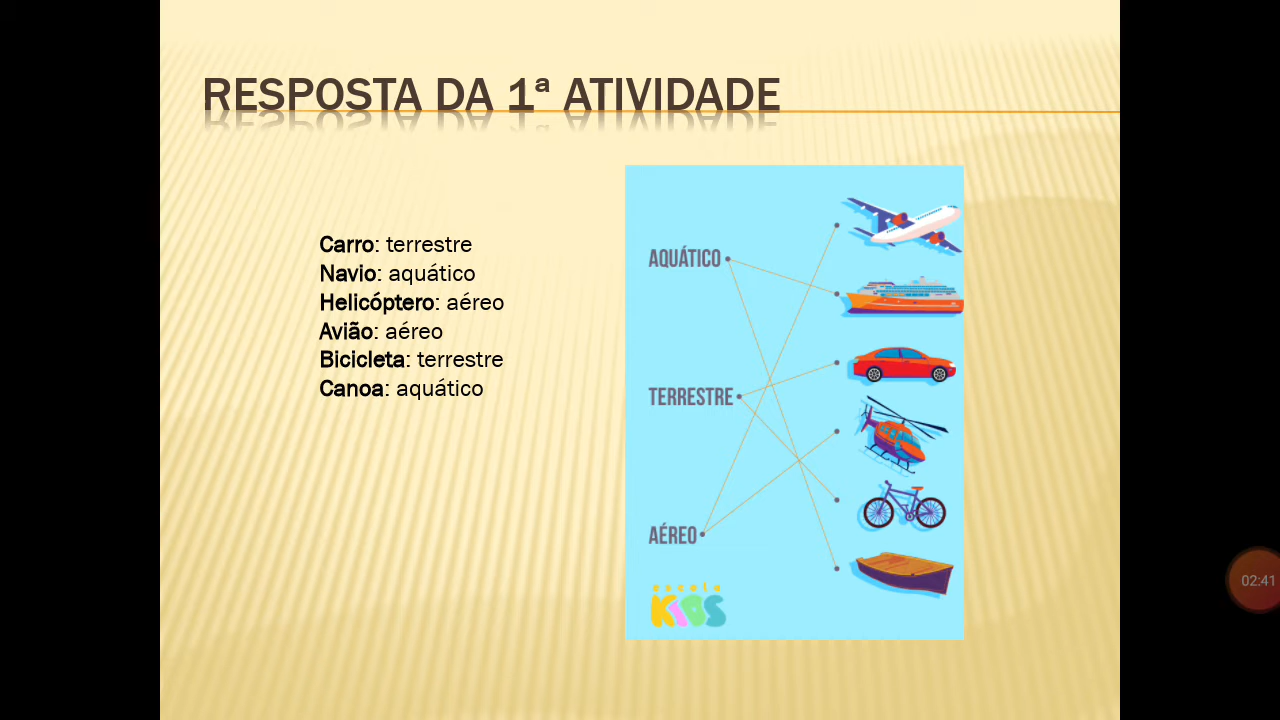 RESPOSTA DA 1ª ATIVIDADE
Carro: terrestre
Navio: aquático
Helicóptero: aéreo
Avião: aéreo
Bicicleta: terrestre
Canoa: aquático
AQUÁTICO
TERRESTRE
AÉREO
escola
KIDS
02:41